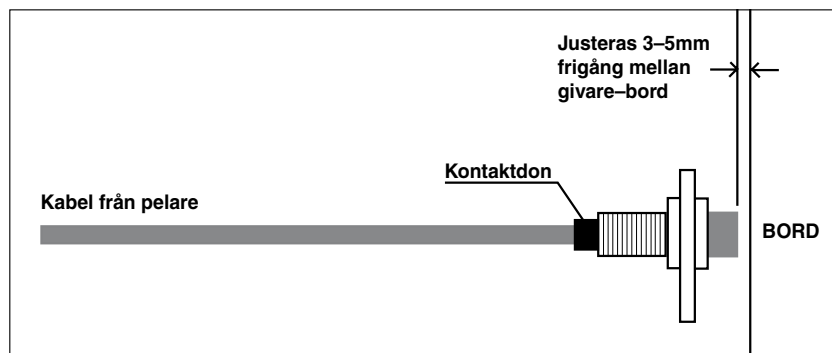 Justeras 3–5mm
frigång mellan
givare–bord
Kontaktdon
Kabel från pelare
BORD